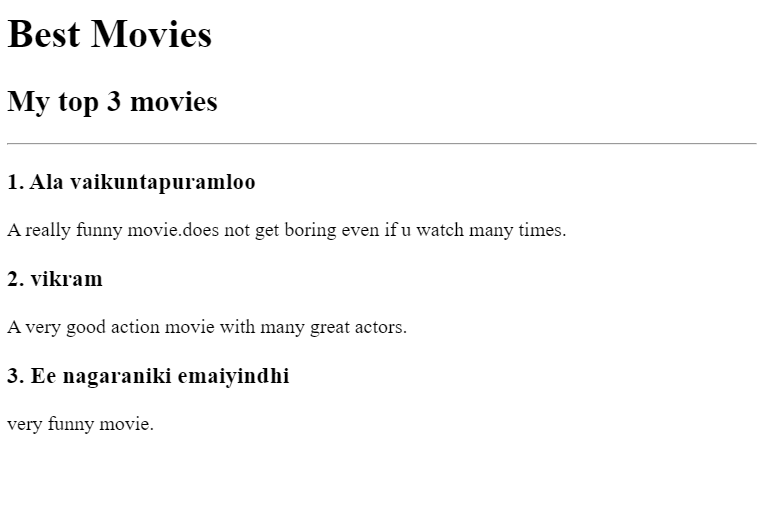 Best Movies
My top 3 movies
1. Ala vaikuntapuramloo
A really funny movie.does not get boring even if u watch many times.
2. vikram
A very good action movie with many great actors.
3. Ee nagaraniki emaiyindhi
very funny movie.